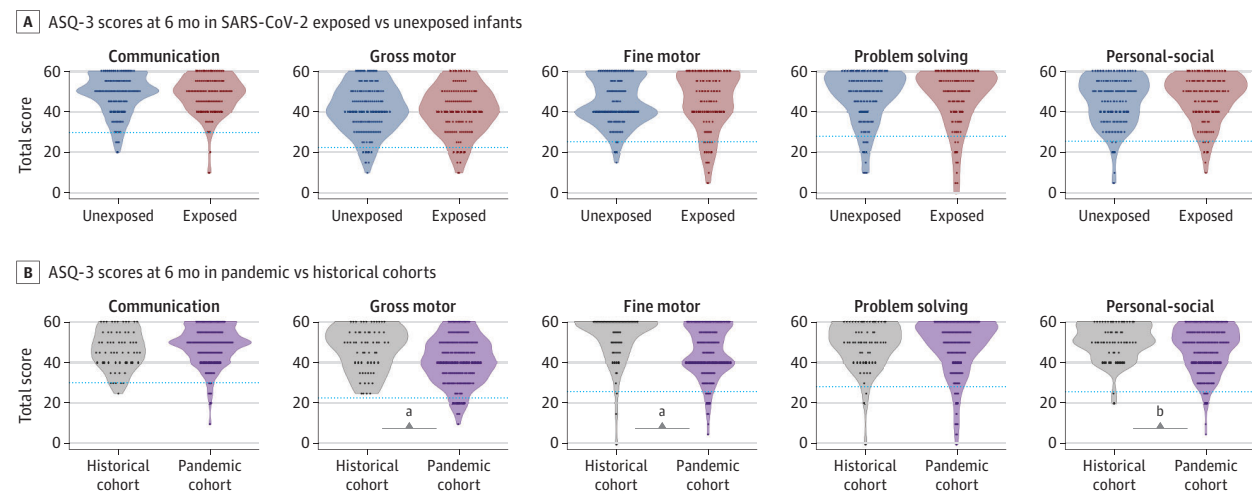 A ASQ-3 scores at 6 mo in SARS-CoV-2 exposed vs unexposed infants
Communication Gross motor Fine motor Problem solving Personal-social
Total score
60 60 60 60 60
40 40 40 40 40
20 20 20 20 20
0 0 0 0 0
Unexposed Exposed Unexposed Exposed Unexposed Exposed Unexposed Exposed Unexposed Exposed
B ASQ-3 scores at 6 mo in pandemic vs historical cohorts
Communication Gross motor Fine motor Problem solving Personal-social
Total score
60 60 60 60 60
40 40 40 40 40
20 20 20 20 20
a a b
0 0 0 0 0
Historical Pandemic Historical Pandemic Historical Pandemic Historical Pandemic Historical Pandemic
cohort cohort cohort cohort cohort cohort cohort cohort cohort cohort